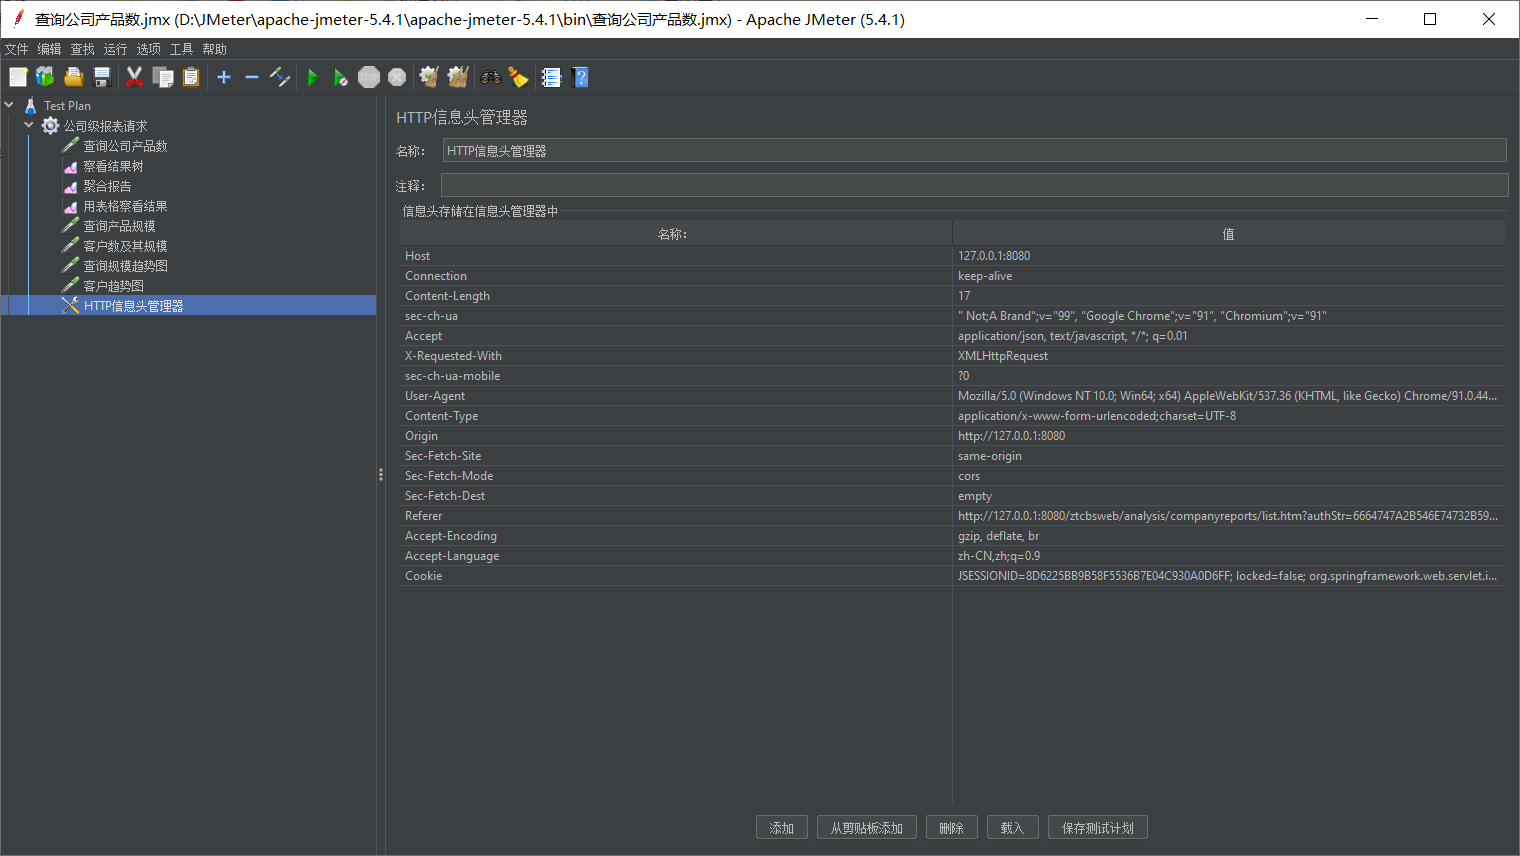 查询公司产品数.jmx (D:\JMeter\apache-jmeter-5.4.1\apache-jmeter-5.4.1\bin\查询公司产品数.jmx) - Apache JMeter (5.4.1)
文件 编辑 查找 运行 选项 工具 帮助
STOP
Test Plan
公司级报表请求
查询公司产品数
察看结果树
聚合报告
用表格察看结果
查询产品规模
客户数及其规模
查询规模趋势图
客户趋势图
HTTP信息头管理器
HTTP信息头管理器
名称: HTTP信息头管理器
注释:
信息头存储在信息头管理器中
名称: 值
Host 127.0.0.1:8080
Connection keep-alive
Content-Length 17
sec-ch-ua " Not;A Brand";v="99", "Google Chrome";v="91", "Chromium";v="91"
Accept application/json, text/javascript, */*; q=0.01
X-Requested-With XMLHttpRequest
sec-ch-ua-mobile ?0
User-Agent Mozilla/5.0 (Windows NT 10.0; Win64; x64) AppleWebKit/537.36 (KHTML, like Gecko) Chrome/91.0.44...
Content-Type application/x-www-form-urlencoded;charset=UTF-8
Origin http://127.0.0.1:8080
Sec-Fetch-Site same-origin
Sec-Fetch-Mode cors
Sec-Fetch-Dest empty
Referer http://127.0.0.1:8080/ztcbsweb/analysis/companyreports/list.htm?authStr=6664747A2B546E74732B59...
Accept-Encoding gzip, deflate, br
Accept-Language zh-CN,zh;q=0.9
Cookie JSESSIONID=8D6225BB9B58F5536B7E04C930A0D6FF; locked=false; org.springframework.web.servlet.i...
添加 从剪贴板添加 删除 载入 保存测试计划